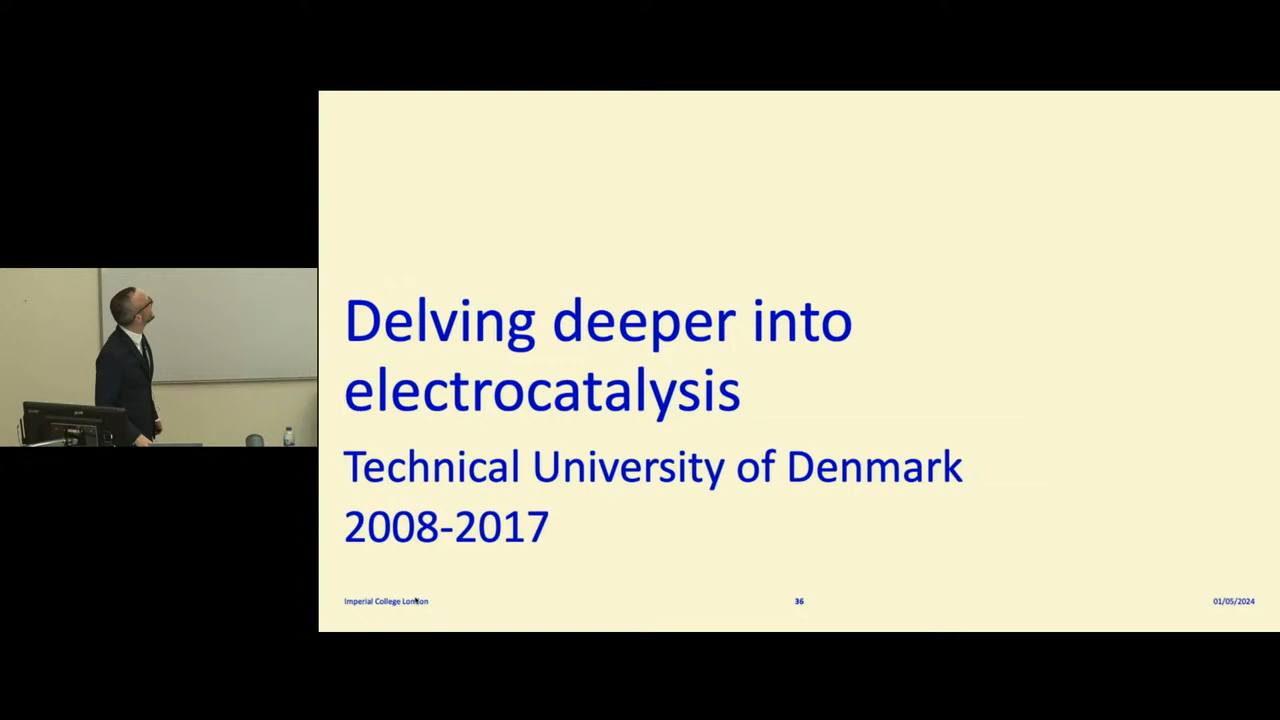 Delving deeper into
electrocatalysis
Technical University of Denmark
2008-2017
Imperial College London
36
01/05/2024